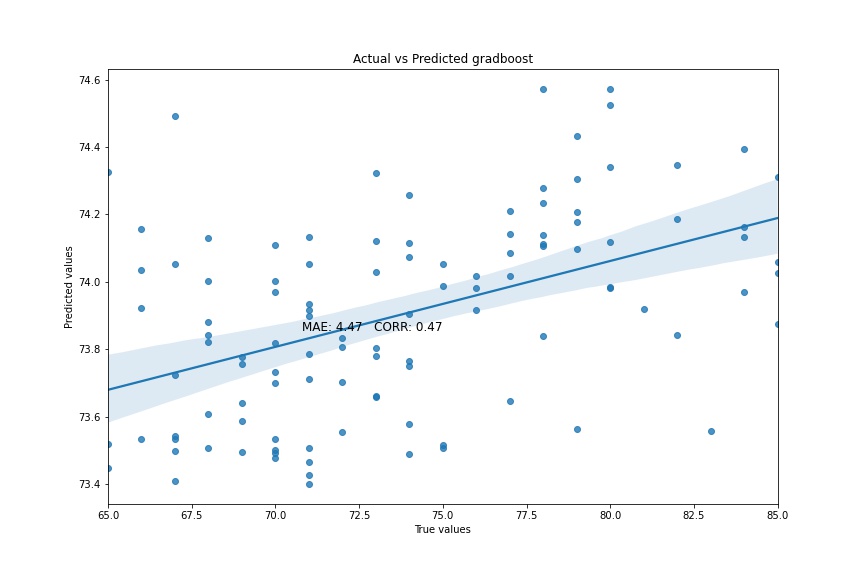 Actual vs Predicted gradboost
74.6
74.4
74.2
74.0
73.8
73.6
73.4
Predicted values
MAE: 4.47 CORR: 0.47
65.0 67.5 70.0 72.5 75.0 77.5 80.0 82.5 85.0
True values